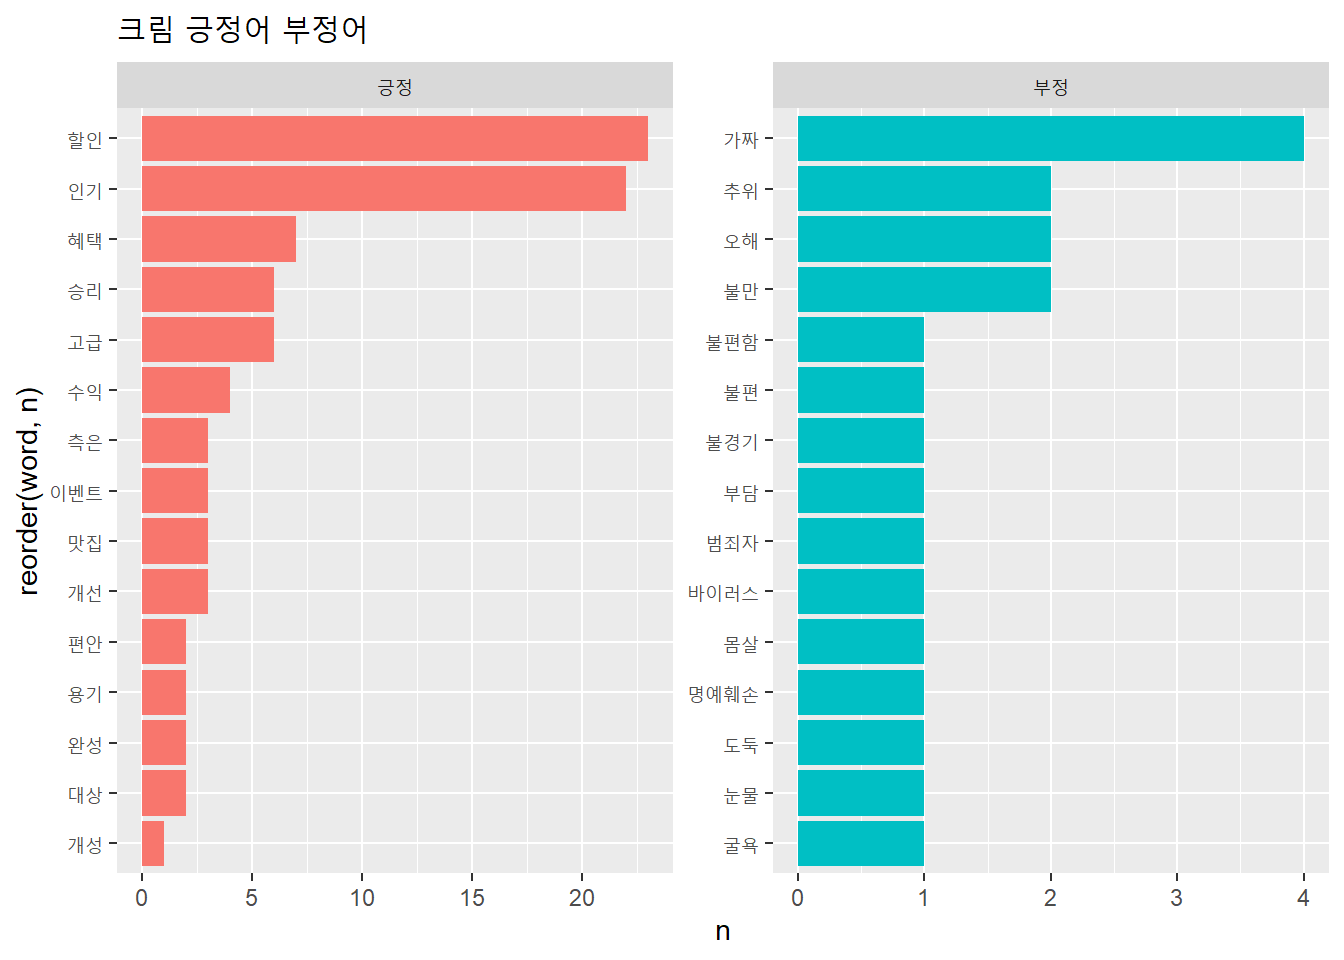 크림 긍정어 부정어
긍정
할인
인기
혜택
승리
고급
수익
측은
이벤트
맛집
개선
편안
용기
완성
대상
개성
0 5 10 15 20
부정
가짜
추위
오해
불만
불편함
불편
불경기
부담
범죄자
바이러스
몸살
명예훼손
도둑
눈물
굴욕
0 1 2 3 4
reorder(word, n)
n